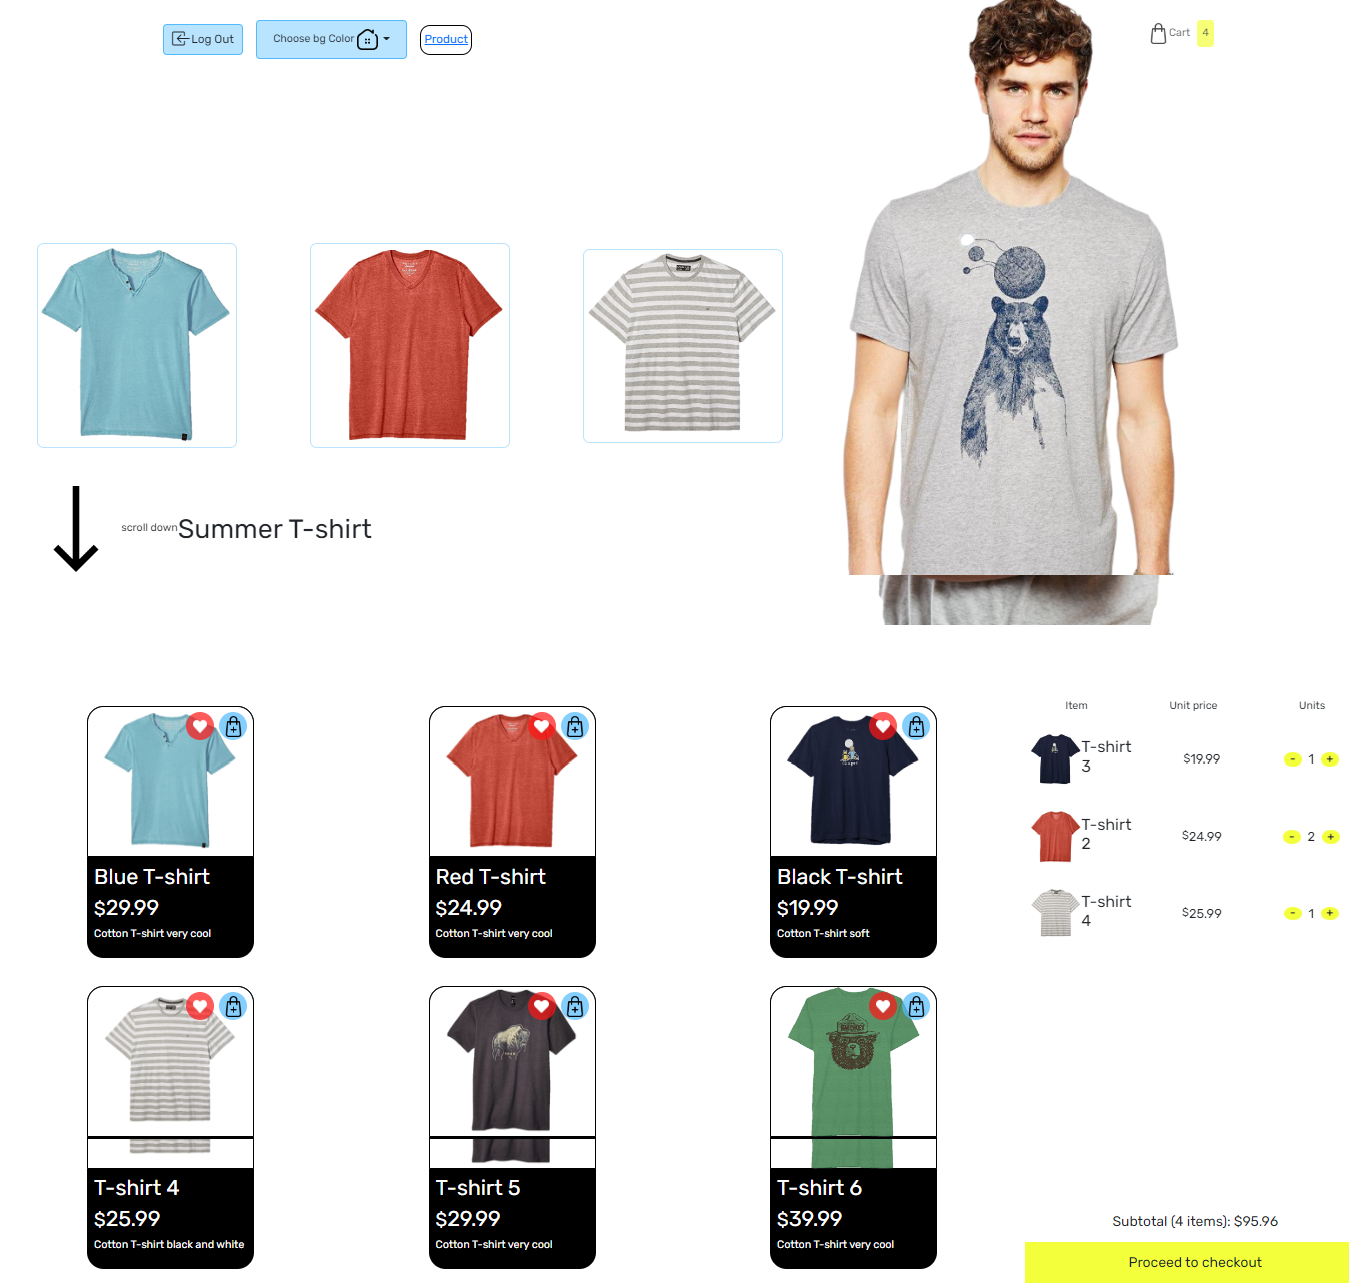 Log Out
Choose bg Color
Product
Cart 4
scroll down Summer T-shirt
Item Unit price Units
T-shirt 3 $19.99 - 1 +
T-shirt 2 $24.99 - 2 +
T-shirt 4 $25.99 - 1 +
Blue T-shirt
$29.99
Cotton T-shirt very cool
Red T-shirt
$24.99
Cotton T-shirt very cool
Black T-shirt
$19.99
Cotton T-shirt soft
T-shirt 4
$25.99
Cotton T-shirt black and white
T-shirt 5
$29.99
Cotton T-shirt very cool
SMOKEY
T-shirt 6
$39.99
Cotton T-shirt very cool
Subtotal (4 items): $95.96
Proceed to checkout